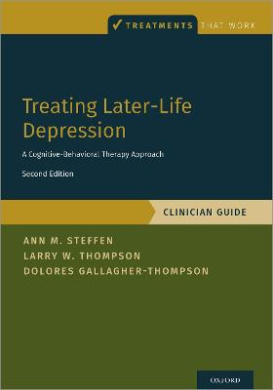 ✓ TREATMENTS THAT WORK
Treating Later-Life
Depression
A Cognitive-Behavioral Therapy Approach
Second Edition
CLINICIAN GUIDE
ANN M. STEFFEN
LARRY W. THOMPSON
DOLORES GALLAGHER-THOMPSON
OXFORD